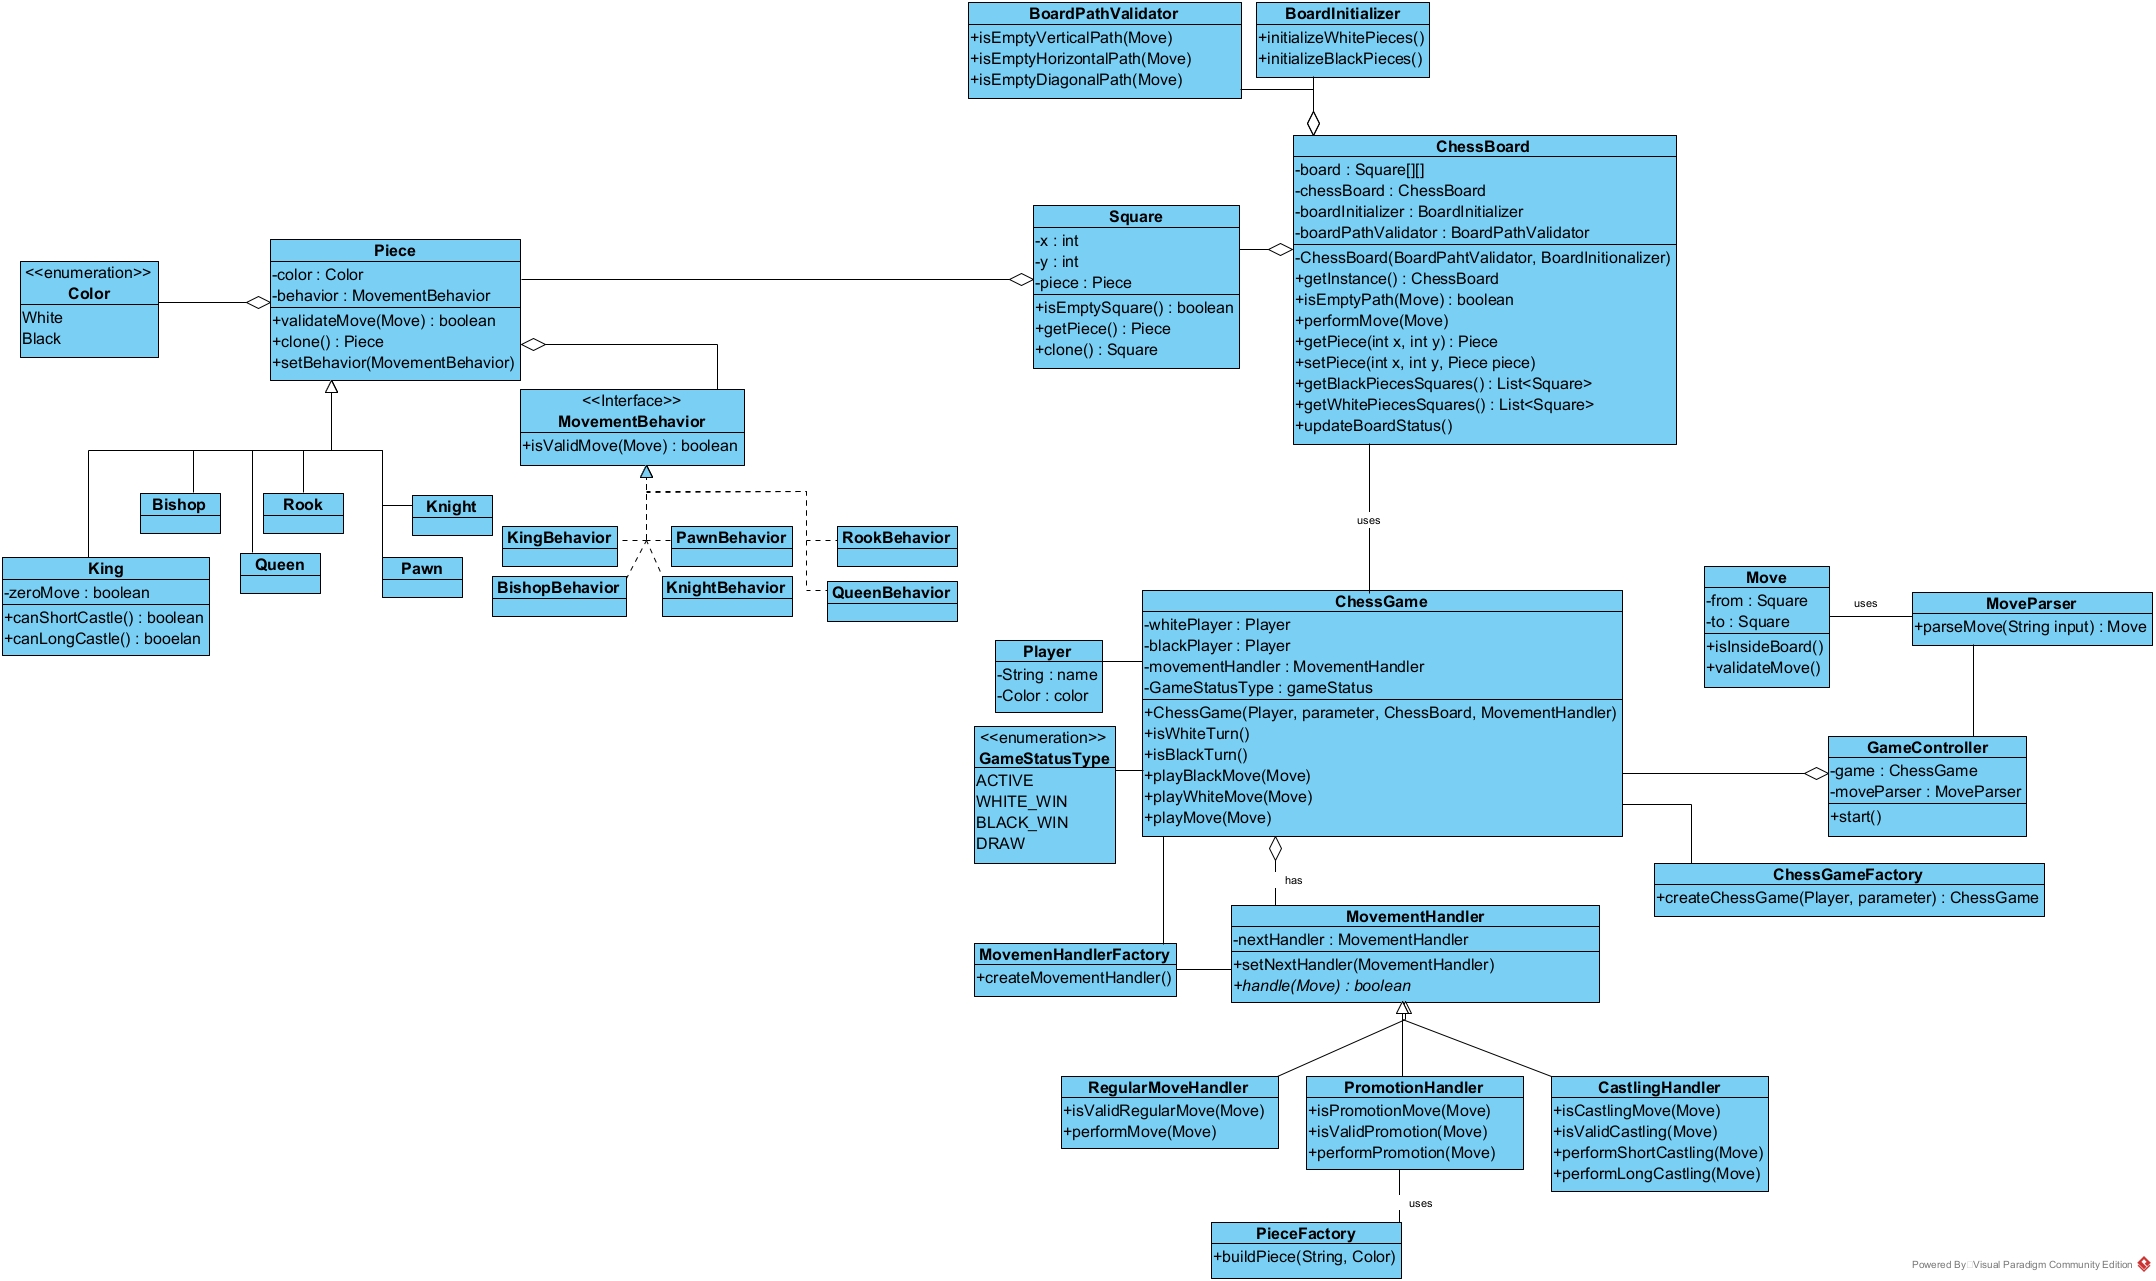 BoardPathValidator
+isEmptyVerticalPath(Move)
+isEmptyHorizontalPath(Move)
+isEmptyDiagonalPath(Move)
BoardInitializer
+initializeWhitePieces()
+initializeBlackPieces()
ChessBoard
-board : Square[][]
-chessBoard : ChessBoard
-boardInitializer : BoardInitializer
-boardPathValidator : BoardPathValidator
-ChessBoard(BoardPahtValidator, BoardInitionalizer)
+getInstance() : ChessBoard
+isEmptyPath(Move) : boolean
+performMove(Move)
+getPiece(int x, int y) : Piece
+setPiece(int x, int y, Piece piece)
+getBlackPiecesSquares() : List<Square>
+getWhitePiecesSquares() : List<Square>
+updateBoardStatus()
Square
-x : int
-y : int
-piece : Piece
+isEmptySquare() : boolean
+getPiece() : Piece
+clone() : Square
Piece
-color : Color
-behavior : MovementBehavior
+validateMove(Move) : boolean
+clone() : Piece
+setBehavior(MovementBehavior)
<<enumeration>>
Color
White
Black
<<Interface>>
MovementBehavior
+isValidMove(Move) : boolean
Bishop
Rook
Knight
King
-zeroMove : boolean
+canShortCastle() : boolean
+canLongCastle() : booelan
Queen
Pawn
KingBehavior
PawnBehavior
RookBehavior
BishopBehavior
KnightBehavior
QueenBehavior
uses
ChessGame
-whitePlayer : Player
-blackPlayer : Player
-movementHandler : MovementHandler
-GameStatusType : gameStatus
+ChessGame(Player, parameter, ChessBoard, MovementHandler)
+isWhiteTurn()
+isBlackTurn()
+playBlackMove(Move)
+playWhiteMove(Move)
+playMove(Move)
Player
-String : name
-Color : color
<<enumeration>>
GameStatusType
ACTIVE
WHITE_WIN
BLACK_WIN
DRAW
Move
-from : Square
-to : Square
+isInsideBoard()
+validateMove()
uses
MoveParser
+parseMove(String input) : Move
GameController
-game : ChessGame
-moveParser : MoveParser
+start()
ChessGameFactory
+createChessGame(Player, parameter) : ChessGame
has
MovementHandler
-nextHandler : MovementHandler
+setNextHandler(MovementHandler)
+handle(Move) : boolean
MovemenHandlerFactory
+createMovementHandler()
RegularMoveHandler
+isValidRegularMove(Move)
+performMove(Move)
PromotionHandler
+isPromotionMove(Move)
+isValidPromotion(Move)
+performPromotion(Move)
CastlingHandler
+isCastlingMove(Move)
+isValidCastling(Move)
+performShortCastling(Move)
+performLongCastling(Move)
uses
PieceFactory
+buildPiece(String, Color)
Powered By Visual Paradigm Community Edition